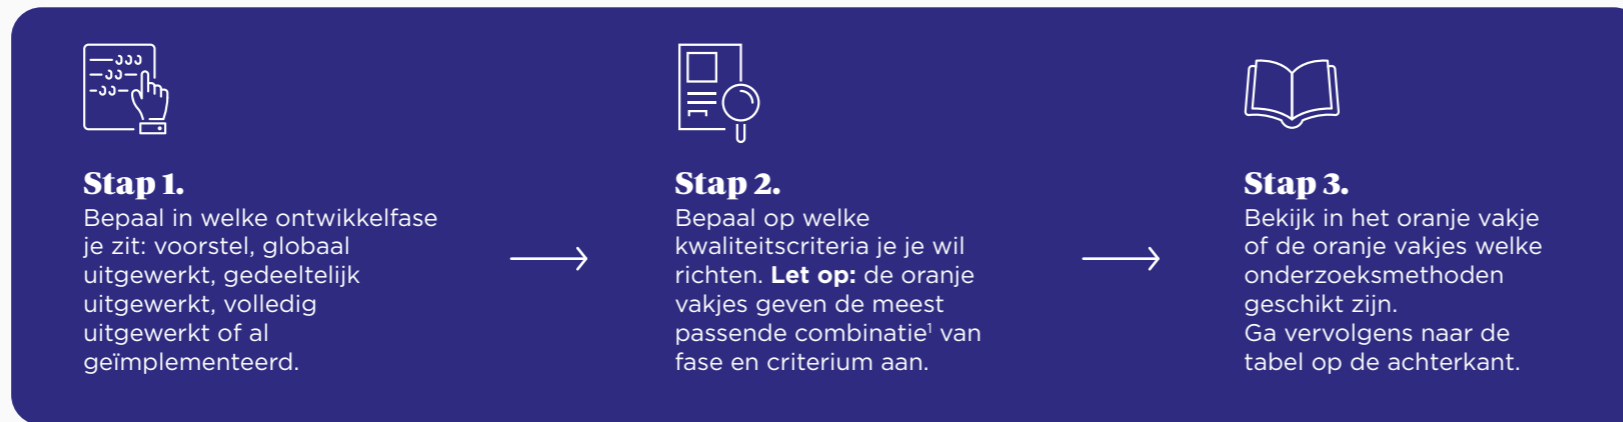 Stap 1.
Bepaal in welke ontwikkelfase
je zit: voorstel, globaal
uitgewerkt, gedeeltelijk
uitgewerkt, volledig
uitgewerkt of al
geïmplementeerd.
Stap 2.
Bepaal op welke
kwaliteitscriteria je je wil
richten. Let op: de oranje
vakjes geven de meest
passende combinatie¹ van
fase en criterium aan.
Stap 3.
Bekijk in het oranje vakje
of de oranje vakjes welke
onderzoeksmethoden
geschikt zijn.
Ga vervolgens naar de
tabel op de achterkant.